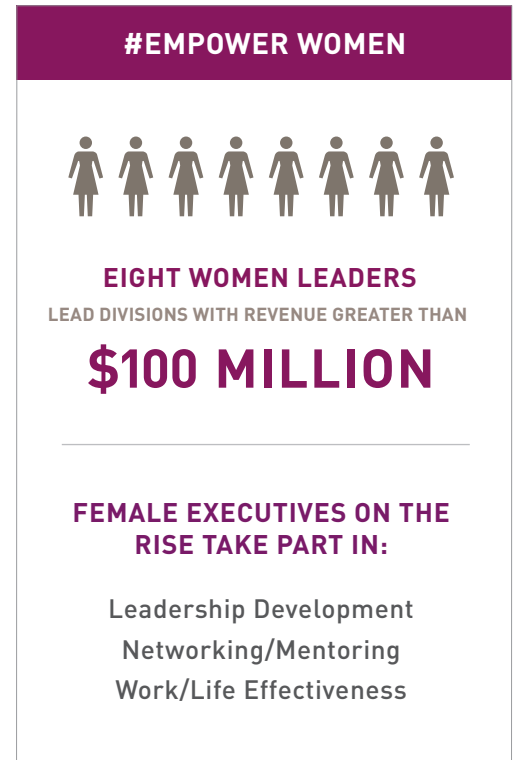 #EMPOWER WOMEN
EIGHT WOMEN LEADERS
LEAD DIVISIONS WITH REVENUE GREATER THAN
$100 MILLION
FEMALE EXECUTIVES ON THE
RISE TAKE PART IN:
Leadership Development
Networking/Mentoring
Work/Life Effectiveness